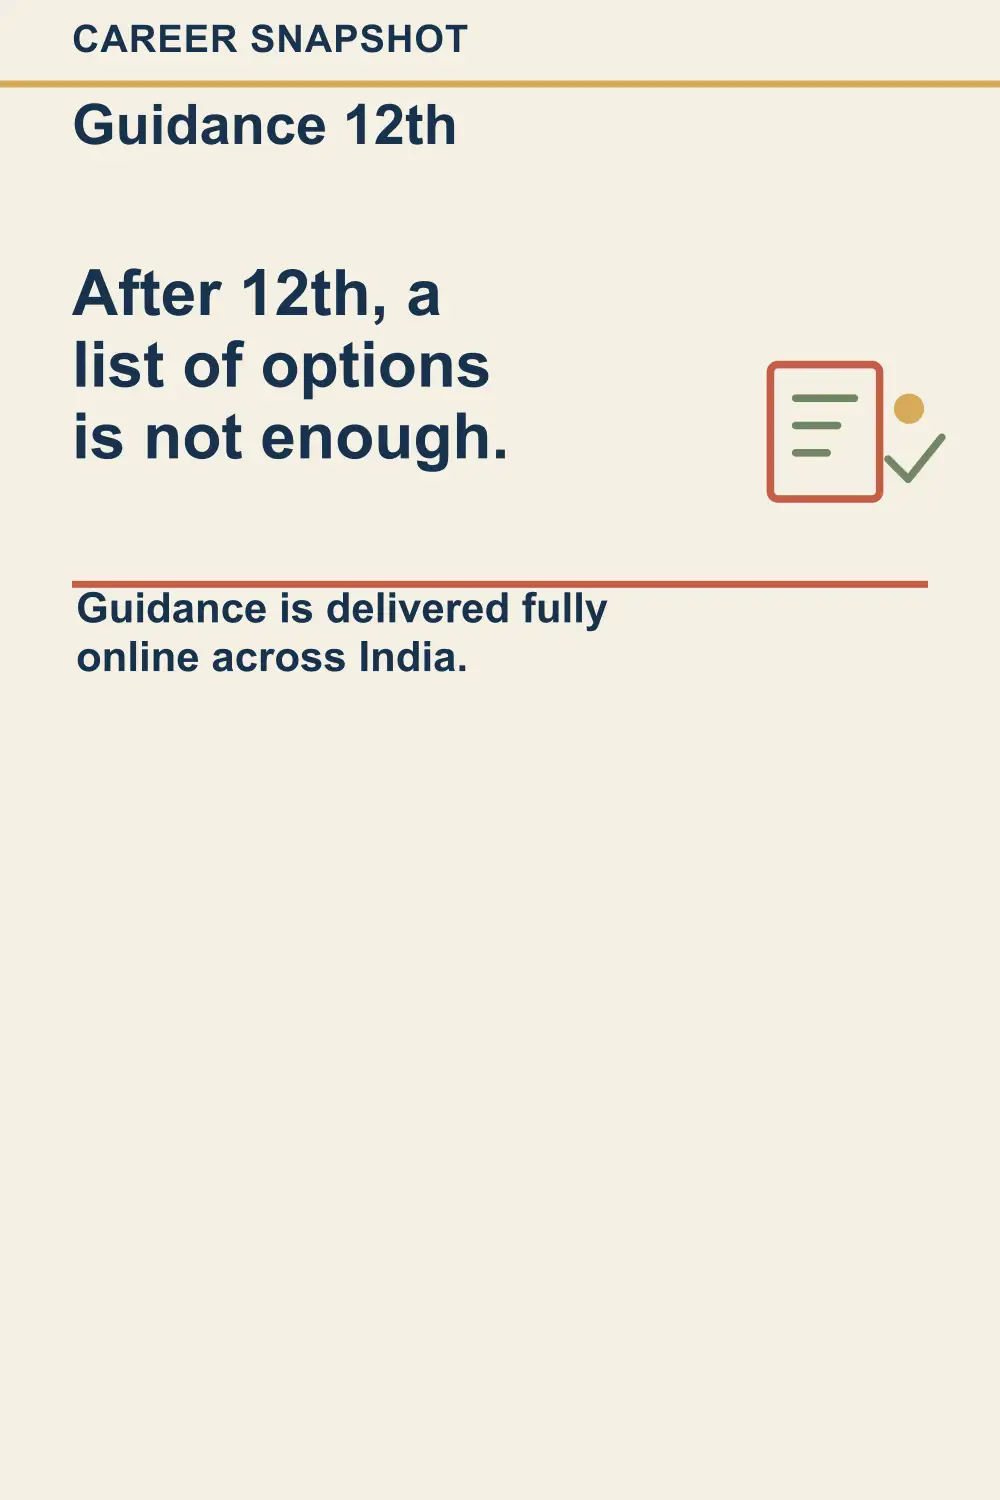 CAREER SNAPSHOT
Guidance 12th
After 12th, a
list of options
is not enough.
Guidance is delivered fully
online across India.